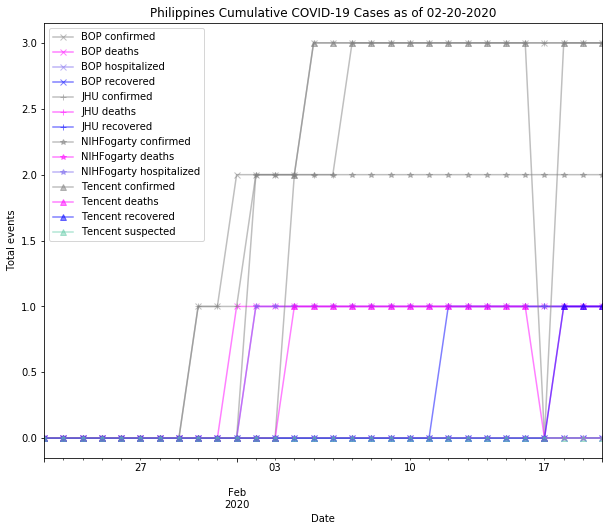 Philippines Cumulative COVID-19 Cases as of 02-20-2020
BOP confirmed
BOP deaths
BOP hospitalized
BOP recovered
JHU confirmed
JHU deaths
JHU recovered
NIHFogarty confirmed
NIHFogarty deaths
NIHFogarty hospitalized
Tencent confirmed
Tencent deaths
Tencent recovered
Tencent suspected
Total events
3.0
2.5
2.0
1.5
1.0
0.5
0.0
27
03
10
17
Feb
2020
Date